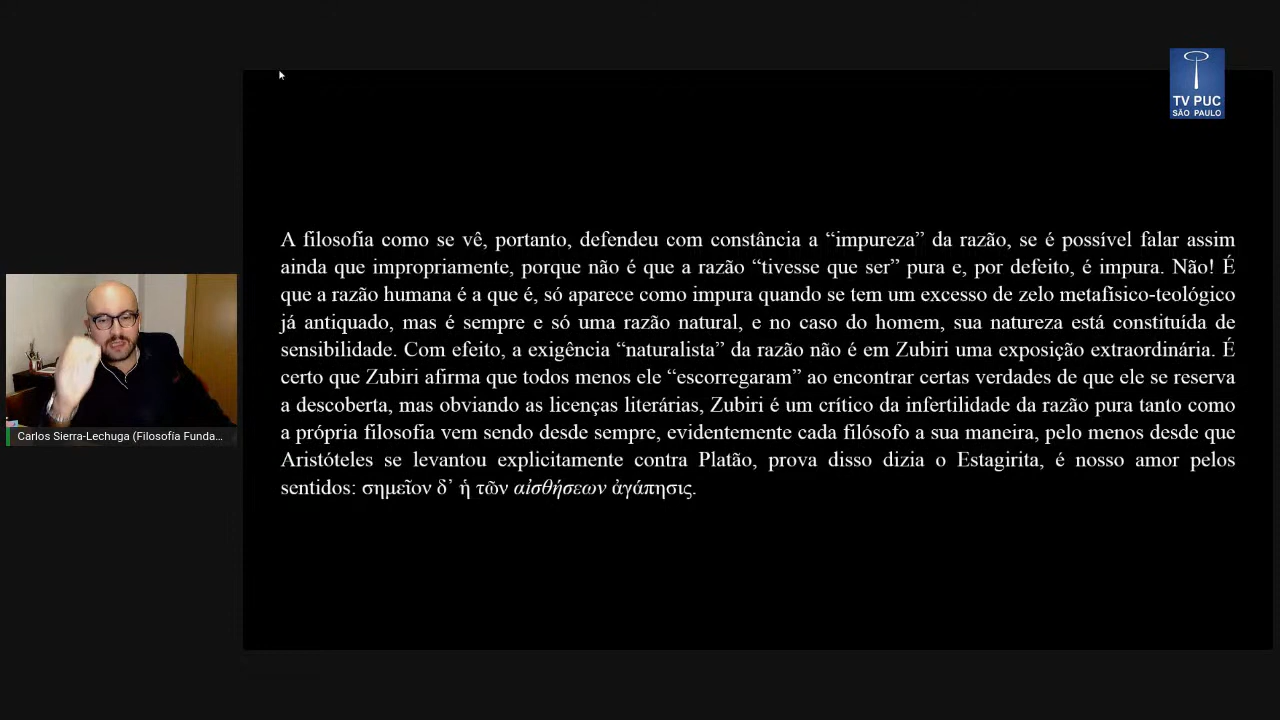 TV PUC
SÃO PAULO
A filosofia como se vê, portanto, defendeu com constância a “impureza” da razão, se é possível falar assim
ainda que impropriamente, porque não é que a razão “tivesse que ser” pura e, por defeito, é impura. Não! É
que a razão humana é a que é, só aparece como impura quando se tem um excesso de zelo metafísico-teológico
já antiquado, mas é sempre e só uma razão natural, e no caso do homem, sua natureza está constituída de
sensibilidade. Com efeito, a exigência “naturalista” da razão não é em Zubiri uma exposição extraordinária. É
certo que Zubiri afirma que todos menos ele “escorregaram” ao encontrar certas verdades de que ele se reserva
a descoberta, mas obviando as licenças literárias, Zubiri é um crítico da infertilidade da razão pura tanto como
a própria filosofia vem sendo desde sempre, evidentemente cada filósofo a sua maneira, pelo menos desde que
Aristóteles se levantou explicitamente contra Platão, prova disso dizia o Estagirita, é nosso amor pelos
sentidos: σημεῖον δ’ ἡ τῶν αἰσθήσεων ἀγάπησις.
Carlos Sierra-Lechuga (Filosofía Funda...